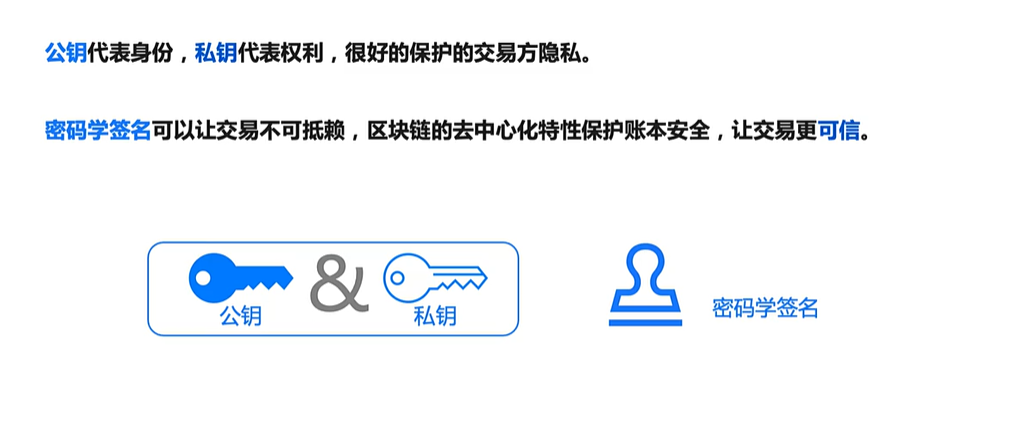 公钥代表身份，私钥代表权利，很好的保护的交易方隐私。
密码学签名可以让交易不可抵赖，区块链的去中心化特性保护账本安全，让交易更可信。
&
公钥
私钥
密码学签名